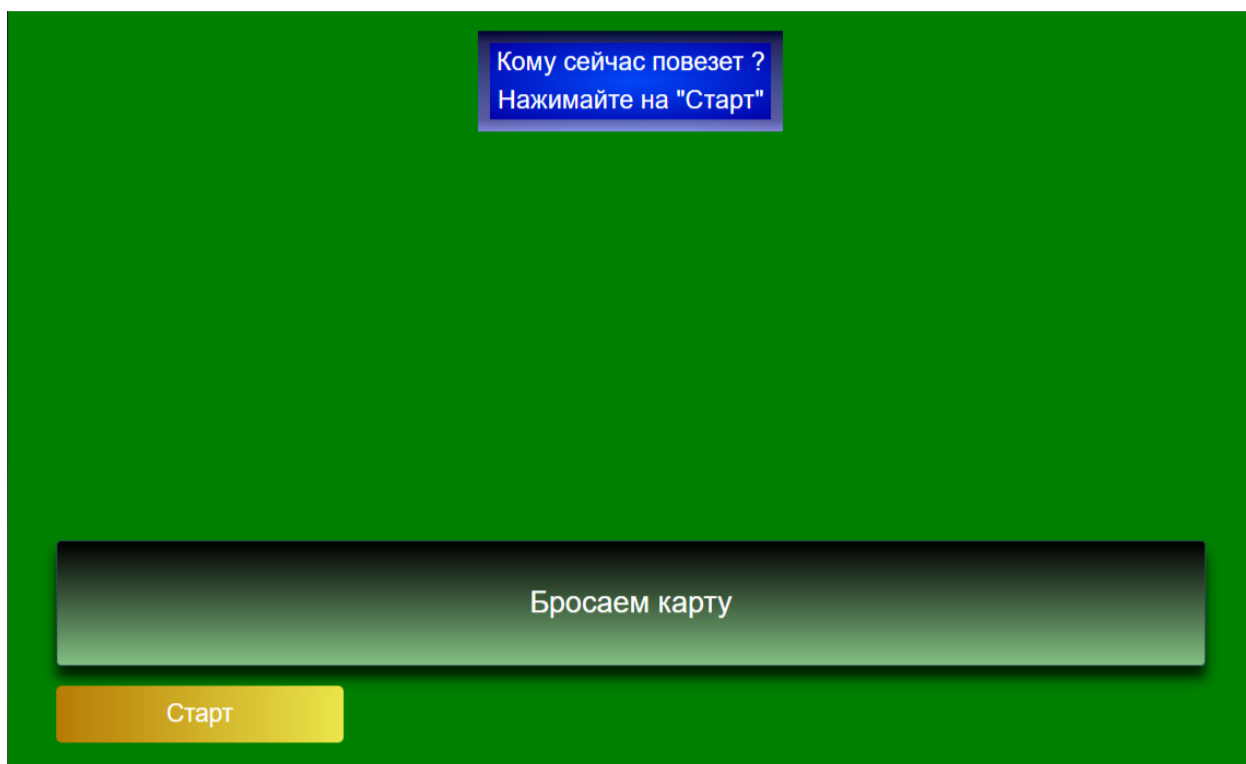 Кому сейчас повезет ?
Нажимайте на "Старт"
Бросаем карту
Старт